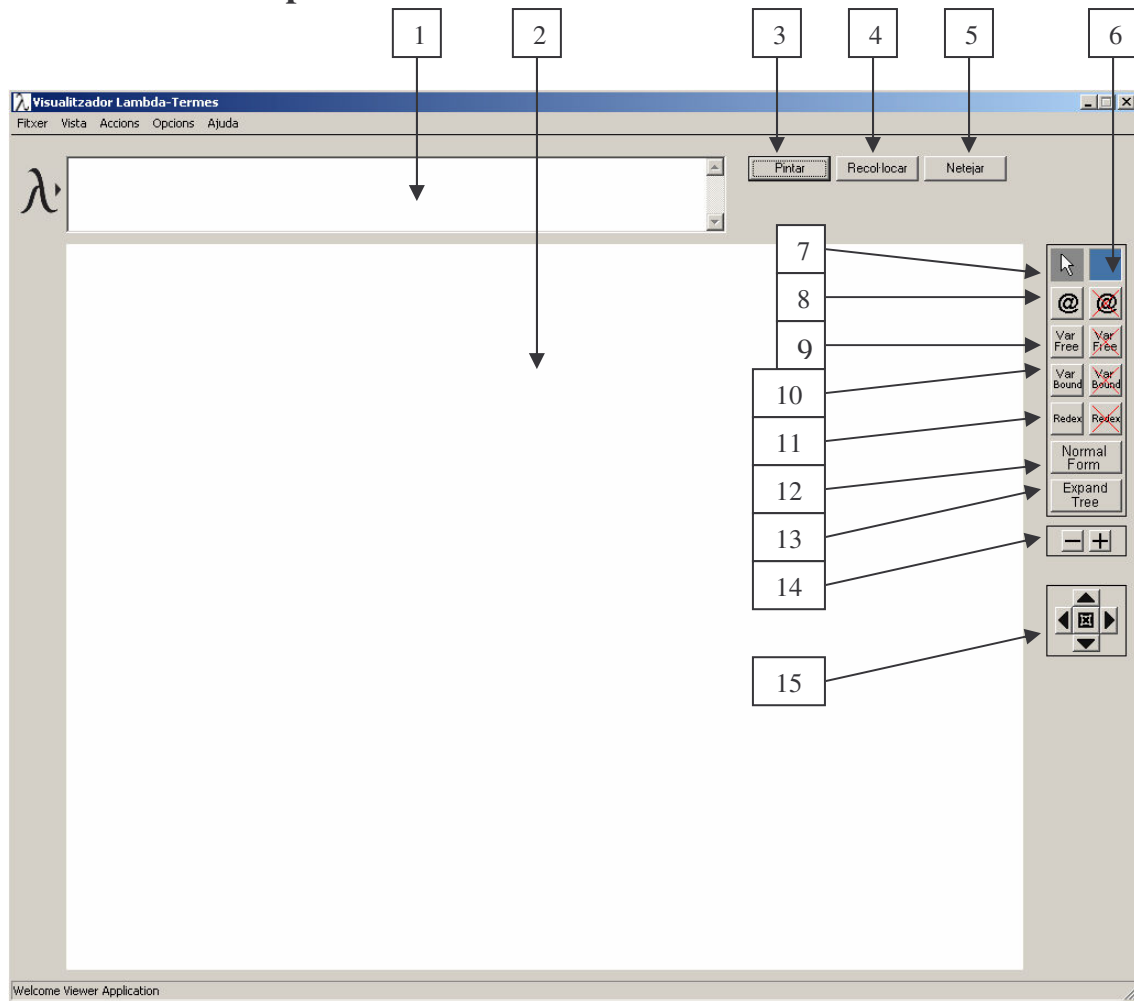 1 2 3 4 5 6
Visualitzador Lambda-Termes
Fitxer Vista Accions Opcions Ajuda
λ
Pintar Recol·locar Netejar
7
8
@ @
9
Var Free Var Free
10
Var Bound Var Bound
11
Redex Redex
12
Normal
Form
13
Expand
Tree
14
− +
15
Welcome Viewer Application